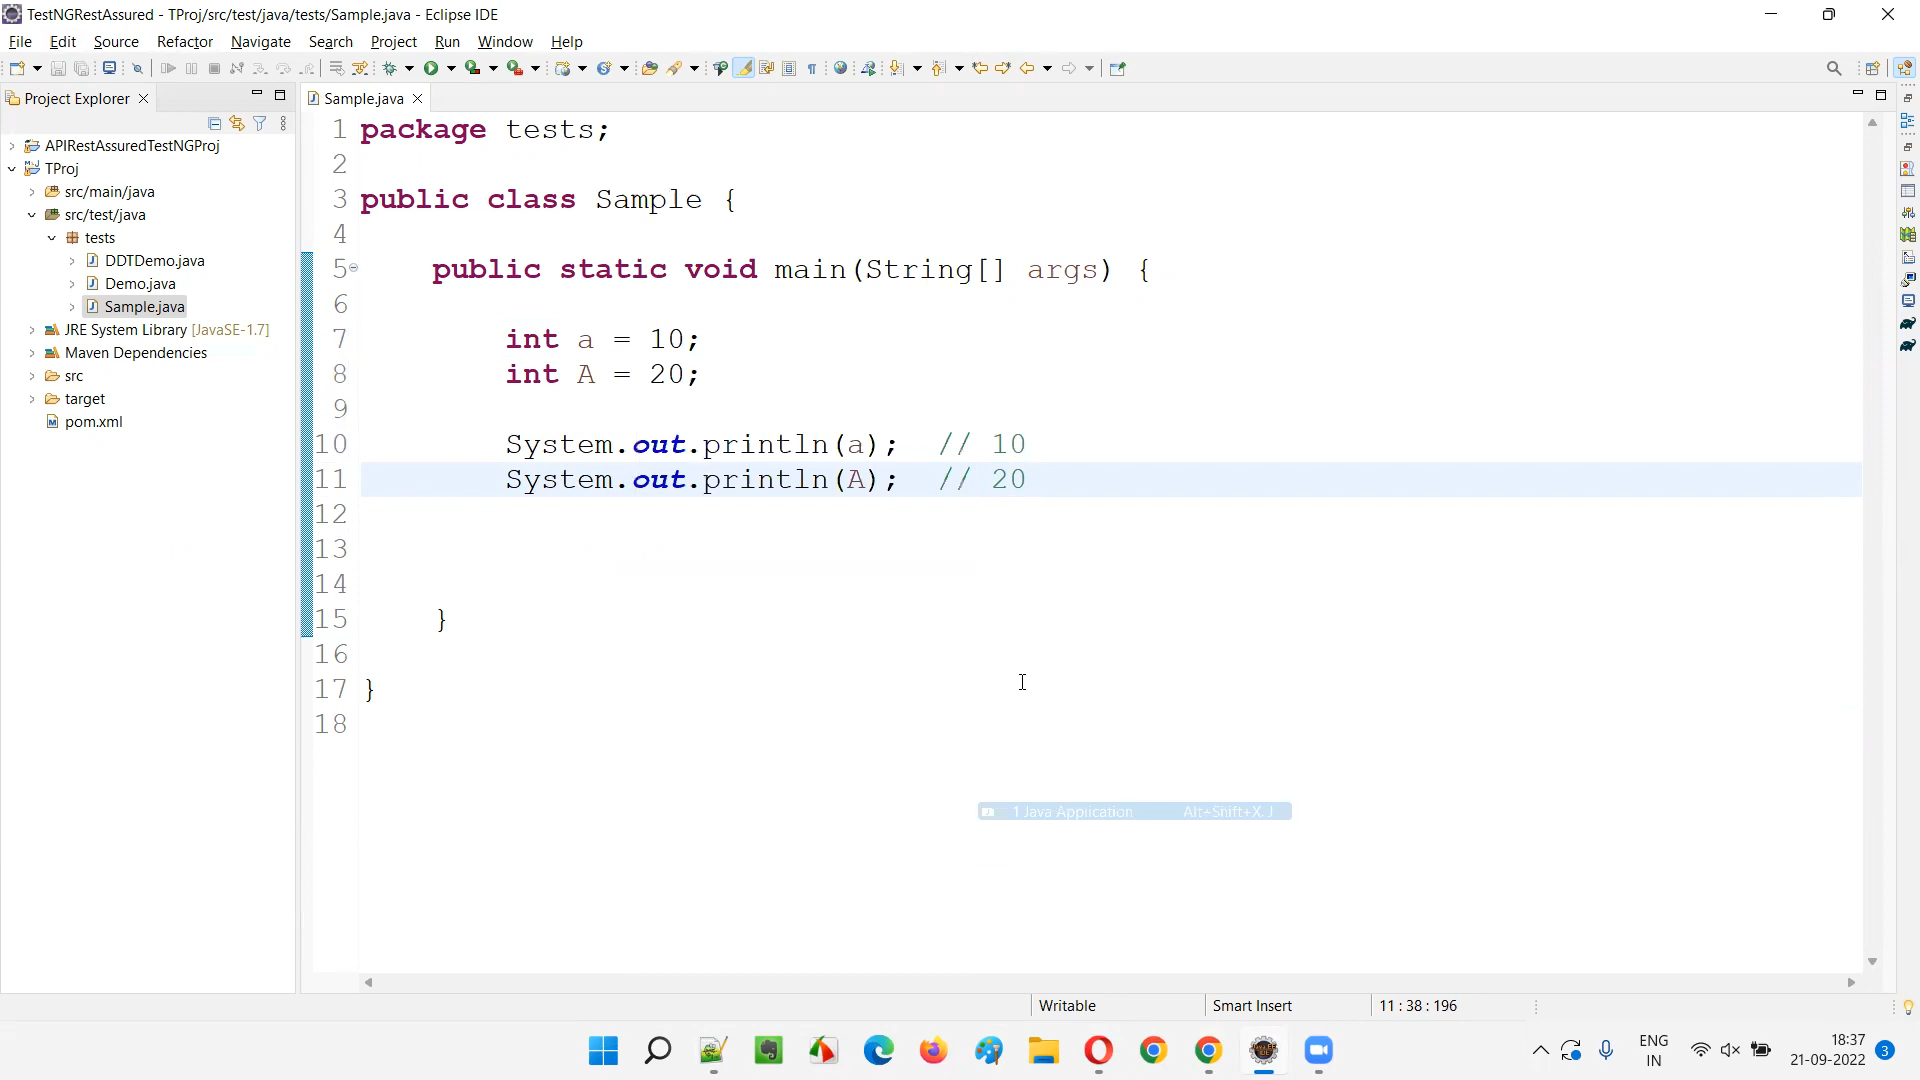 TestNGRestAssured - TProj/src/test/java/tests/Sample.java - Eclipse IDE
File Edit Source Refactor Navigate Search Project Run Window Help
Project Explorer
Sample.java
APIRestAssuredTestNGProj
TProj
src/main/java
src/test/java
tests
DDTDemo.java
Demo.java
Sample.java
JRE System Library [JavaSE-1.7]
Maven Dependencies
src
target
pom.xml
1 package tests;
2
3 public class Sample {
4
5 public static void main(String[] args) {
6
7 int a = 10;
8 int A = 20;
9
10 System.out.println(a); // 10
11 System.out.println(A); // 20
12
13
14
15 }
16
17 }
18
1 Java Application Alt+Shift+X, J
Writable Smart Insert 11 : 38 : 196
ENG
IN
18:37
21-09-2022
3